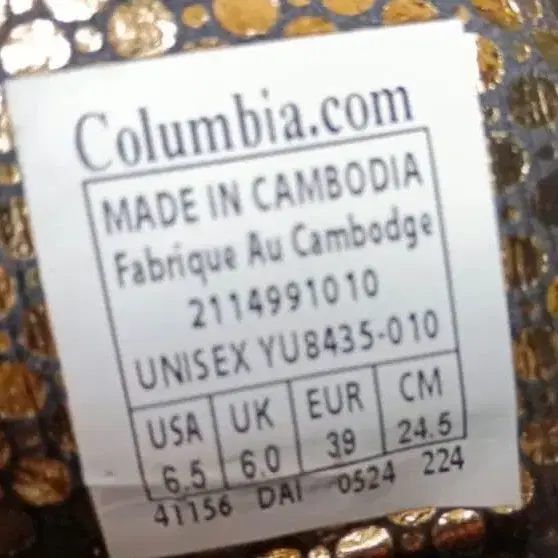 Columbia.com
MADE IN CAMBODIA
Fabrique Au Cambodge
2114991010
UNISEX YU8435-010
USA UK EUR CM
6.5 6.0 39 24.5
41156 DAI 0524 224